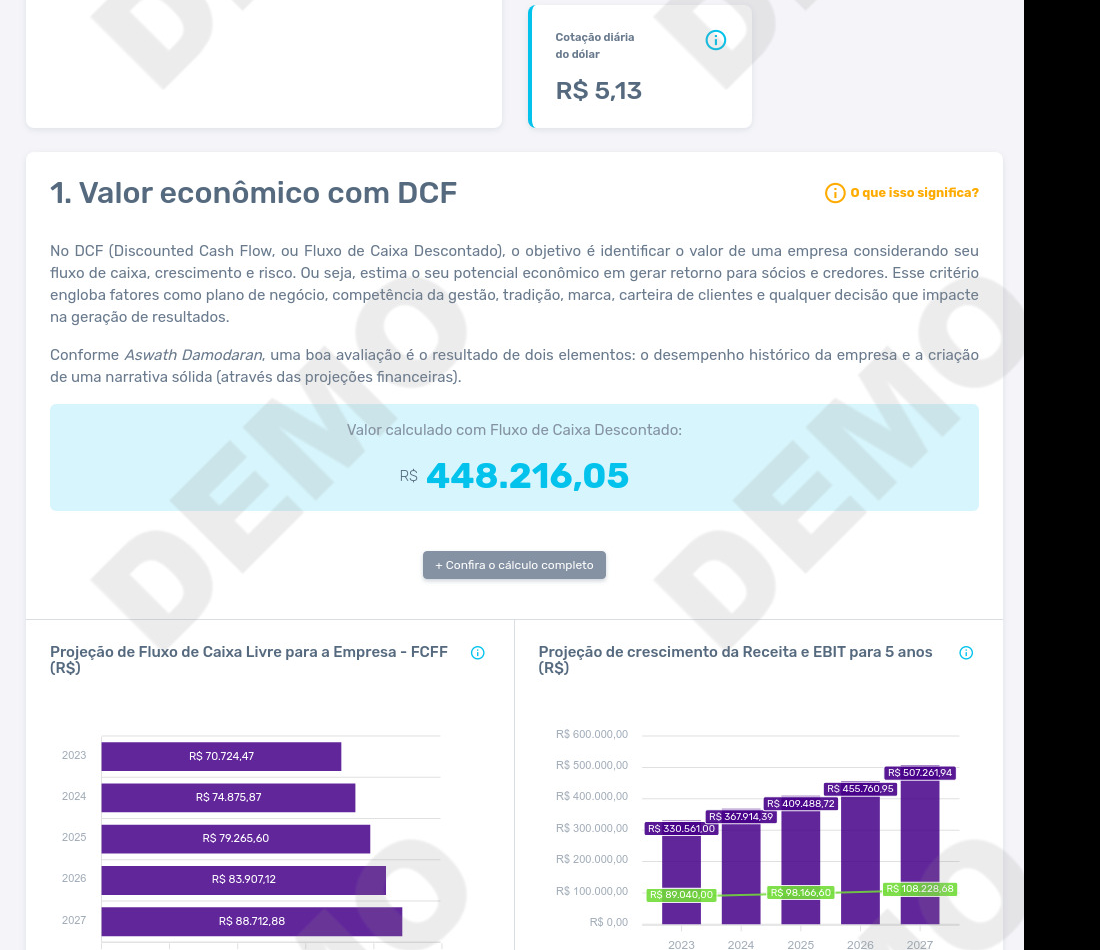 Cotação diária
do dólar
R$ 5,13
1. Valor econômico com DCF
O que isso significa?
No DCF (Discounted Cash Flow, ou Fluxo de Caixa Descontado), o objetivo é identificar o valor de uma empresa considerando seu
fluxo de caixa, crescimento e risco. Ou seja, estima o seu potencial econômico em gerar retorno para sócios e credores. Esse critério
engloba fatores como plano de negócio, competência da gestão, tradição, marca, carteira de clientes e qualquer decisão que impacte
na geração de resultados.
Conforme Aswath Damodaran, uma boa avaliação é o resultado de dois elementos: o desempenho histórico da empresa e a criação
de uma narrativa sólida (através das projeções financeiras).
Valor calculado com Fluxo de Caixa Descontado:
R$ 448.216,05
+ Confira o cálculo completo
Projeção de Fluxo de Caixa Livre para a Empresa - FCFF
(R$)
2023 R$ 70.724,47
2024 R$ 74.875,87
2025 R$ 79.265,60
2026 R$ 83.907,12
2027 R$ 88.712,88
Projeção de crescimento da Receita e EBIT para 5 anos
(R$)
R$ 600.000,00
R$ 500.000,00
R$ 400.000,00
R$ 300.000,00
R$ 200.000,00
R$ 100.000,00
R$ 0,00
R$ 330.561,00
R$ 367.914,39
R$ 409.488,72
R$ 455.760,95
R$ 507.261,94
R$ 89.040,00
R$ 98.166,60
R$ 108.228,68
2023 2024 2025 2026 2027
DEMO
DEMO